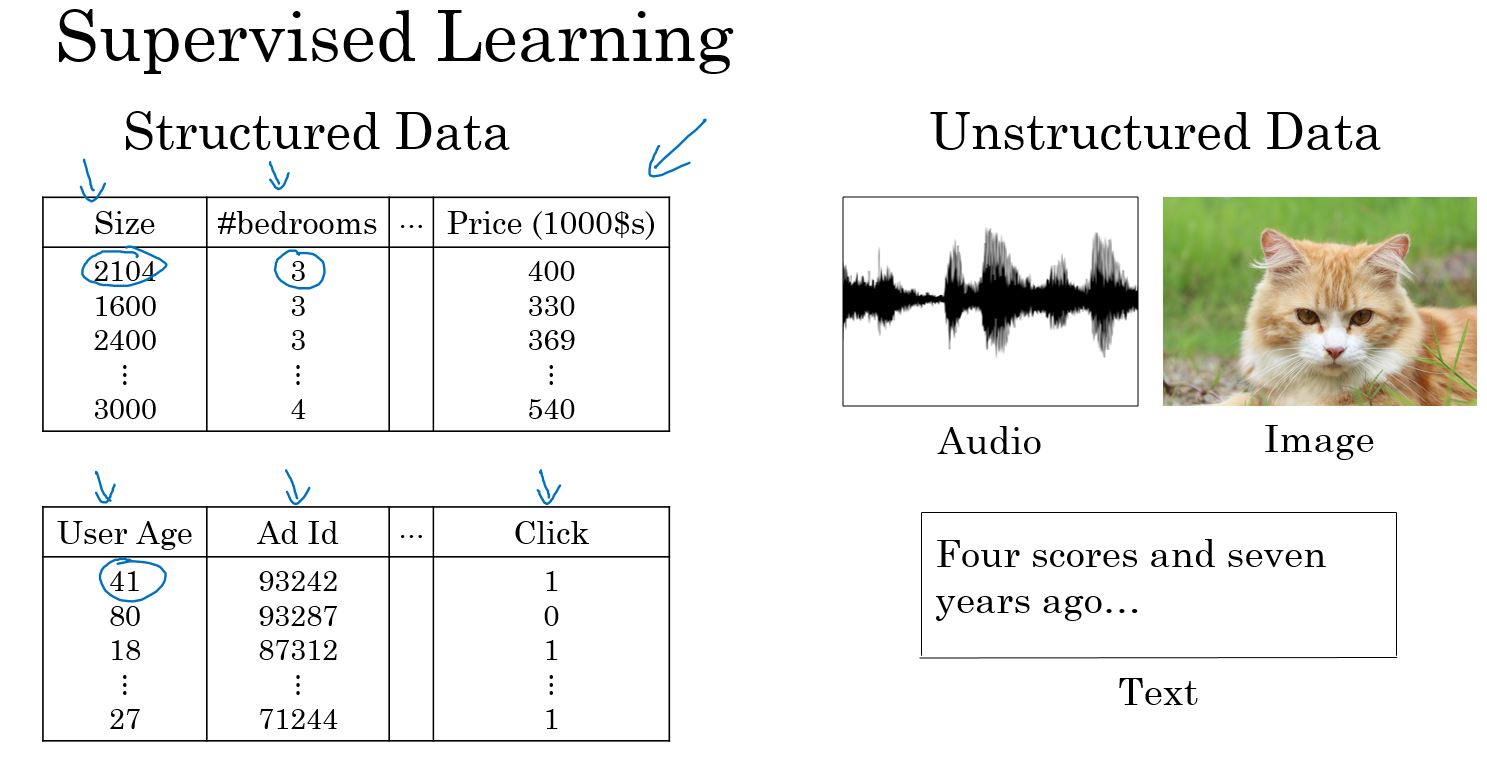 Supervised Learning
Structured Data
Size #bedrooms ... Price (1000$s)
2104 3 400
1600 3 330
2400 3 369
⋮ ⋮ ⋮
3000 4 540
User Age Ad Id ... Click
41 93242 1
80 93287 0
18 87312 1
⋮ ⋮ ⋮
27 71244 1
Unstructured Data
Audio
Image
Four scores and seven
years ago...
Text